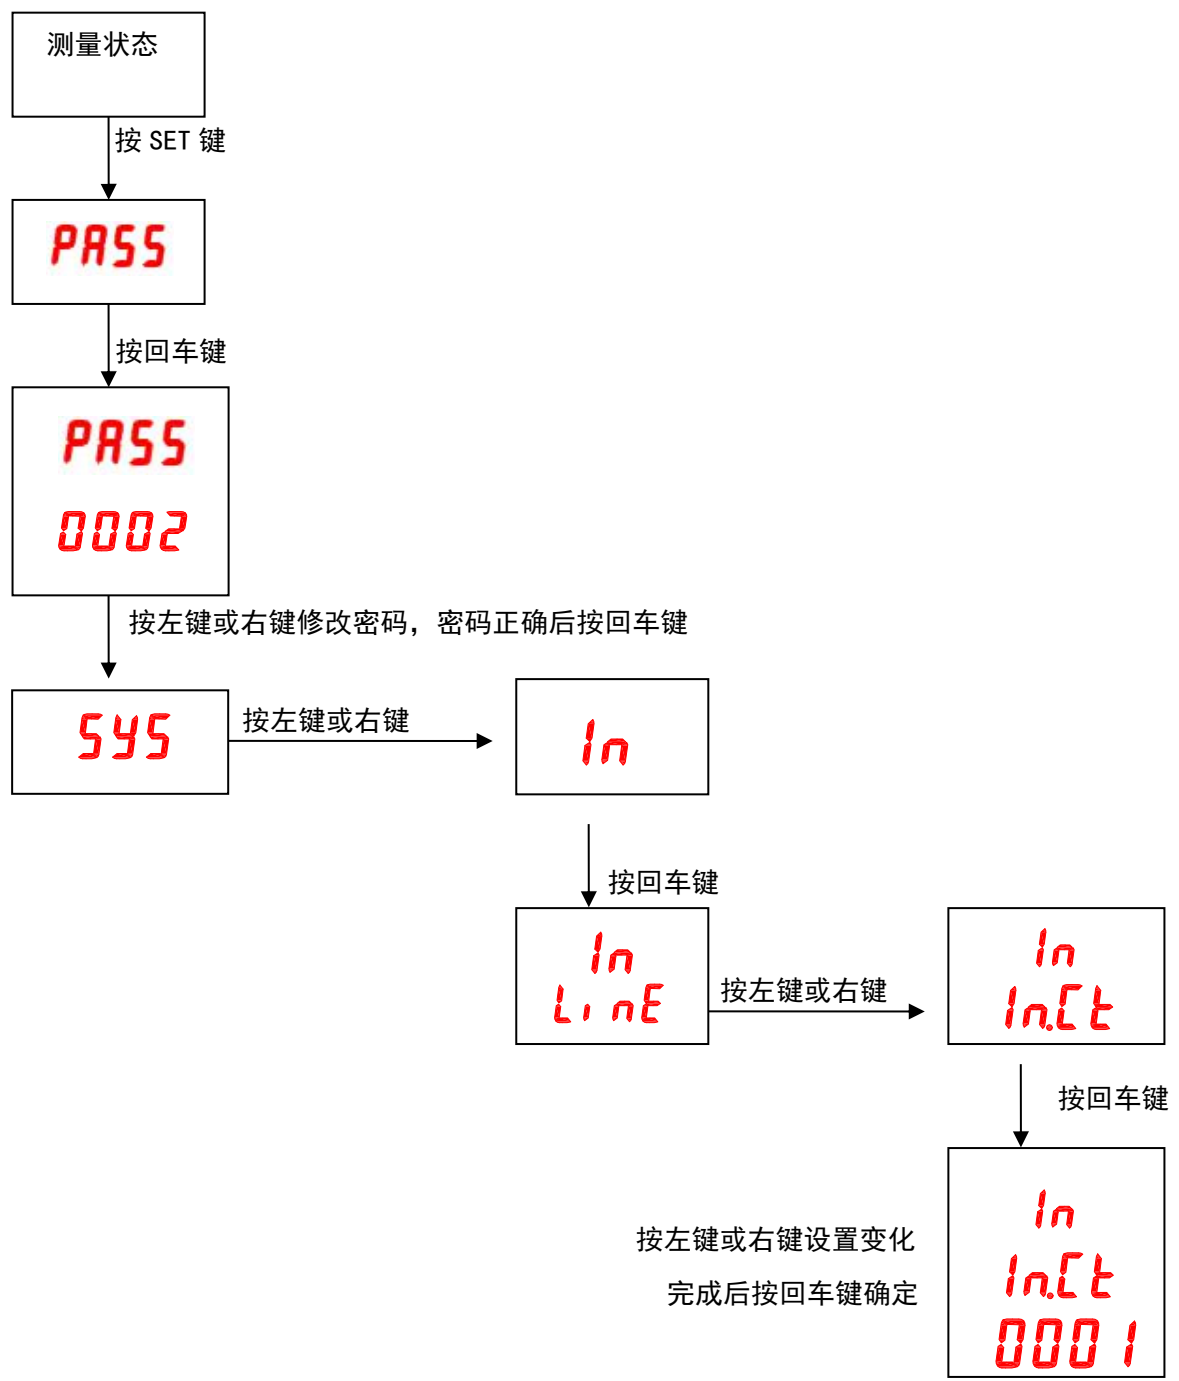 测量状态
按 SET 键
PASS
按回车键
PASS
0002
按左键或右键修改密码，密码正确后按回车键
SYS
按左键或右键
In
按回车键
In
LinE
按左键或右键
In
In.Ct
按回车键
In
In.Ct
0001
按左键或右键设置变化
完成后按回车键确定